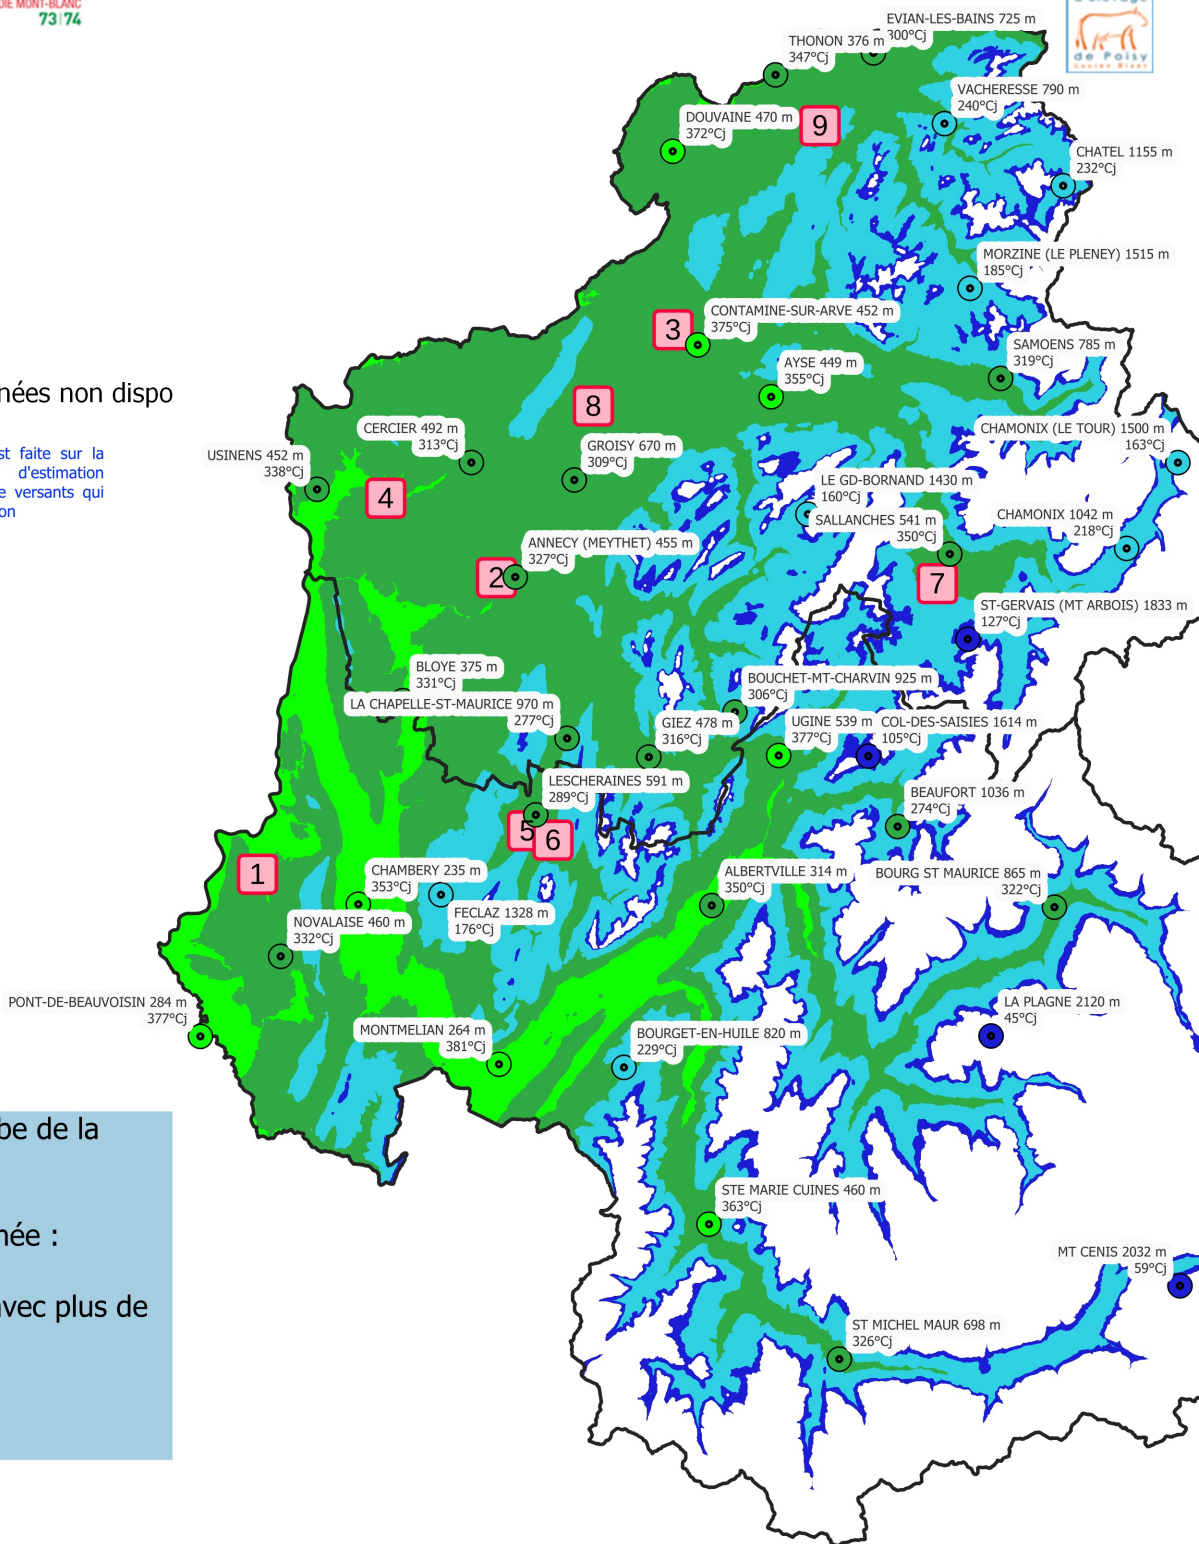 73|74
de Poisy
EVIAN-LES-BAINS 725 m
300°Cj
THONON 376 m
347°Cj
VACHERESSE 790 m
240°Cj
DOUVAINE 470 m
372°Cj
9
CHATEL 1155 m
232°Cj
MORZINE (LE PLENEY) 1515 m
185°Cj
CONTAMINE-SUR-ARVE 452 m
375°Cj
3
SAMOENS 785 m
319°Cj
AYSE 449 m
355°Cj
nées non dispo
8
CERCIER 492 m
313°Cj
CHAMONIX (LE TOUR) 1500 m
163°Cj
GROISY 670 m
309°Cj
USINENS 452 m
338°Cj
st faite sur la
d'estimation
e versants qui
on
4
LE GD-BORNAND 1430 m
160°Cj
SALLANCHES 541 m
350°Cj
CHAMONIX 1042 m
218°Cj
ANNECY (MEYTHET) 455 m
327°Cj
2
7
ST-GERVAIS (MT ARBOIS) 1833 m
127°Cj
BLOYE 375 m
331°Cj
BOUCHET-MT-CHARVIN 925 m
306°Cj
LA CHAPELLE-ST-MAURICE 970 m
277°Cj
GIEZ 478 m
316°Cj
UGINE 539 m
377°Cj
COL-DES-SAISIES 1614 m
105°Cj
LESCHERAINES 591 m
289°Cj
BEAUFORT 1036 m
274°Cj
5
6
1
CHAMBERY 235 m
353°Cj
ALBERTVILLE 314 m
350°Cj
BOURG ST MAURICE 865 m
322°Cj
FECLAZ 1328 m
176°Cj
NOVALAISE 460 m
332°Cj
PONT-DE-BEAUVOISIN 284 m
377°Cj
LA PLAGNE 2120 m
45°Cj
MONTMELIAN 264 m
381°Cj
BOURGET-EN-HUILE 820 m
229°Cj
be de la
STE MARIE CUINES 460 m
363°Cj
née :
MT CENIS 2032 m
59°Cj
avec plus de
ST MICHEL MAUR 698 m
326°Cj